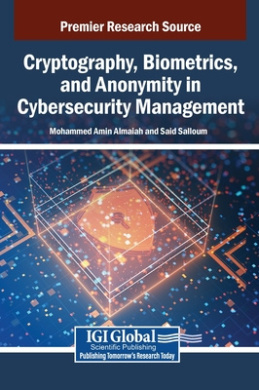 Premier Research Source
Cryptography, Biometrics,
and Anonymity in
Cybersecurity Management
Mohammed Amin Almaiah and Said Salloum
IGI Global
Scientific Publishing
Publishing Tomorrow's Research Today